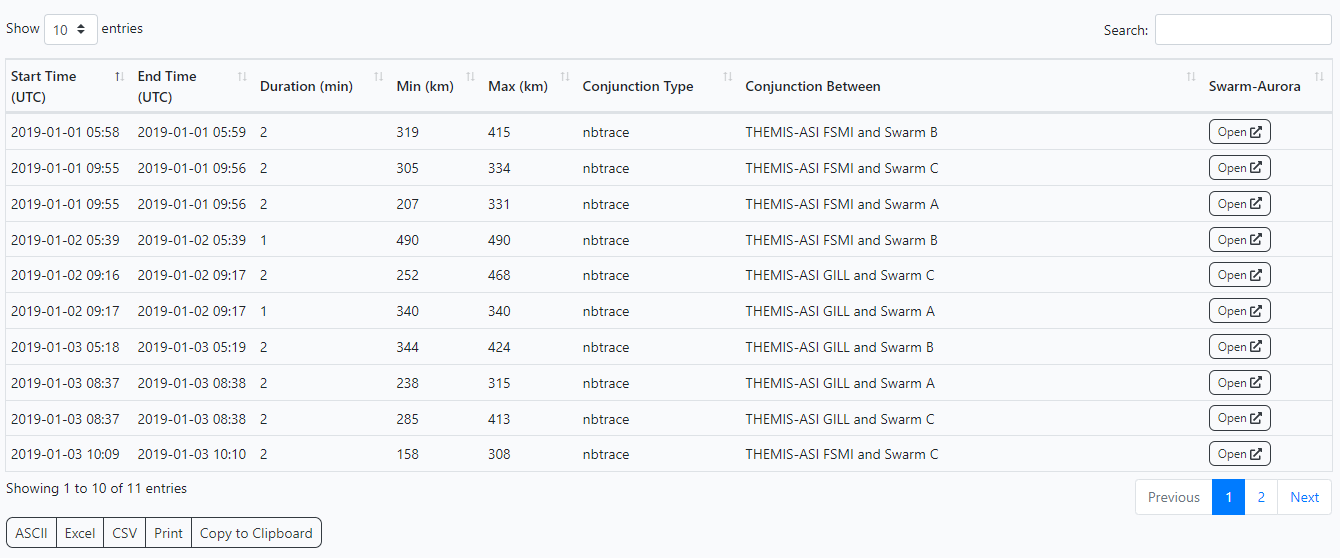 Show 10 entries Search:
Start Time (UTC) End Time (UTC) Duration (min) Min (km) Max (km) Conjunction Type Conjunction Between Swarm-Aurora
2019-01-01 05:58 2019-01-01 05:59 2 319 415 nbtrace THEMIS-ASI FSMI and Swarm B Open
2019-01-01 09:55 2019-01-01 09:56 2 305 334 nbtrace THEMIS-ASI FSMI and Swarm C Open
2019-01-01 09:55 2019-01-01 09:56 2 207 331 nbtrace THEMIS-ASI FSMI and Swarm A Open
2019-01-02 05:39 2019-01-02 05:39 1 490 490 nbtrace THEMIS-ASI FSMI and Swarm B Open
2019-01-02 09:16 2019-01-02 09:17 2 252 468 nbtrace THEMIS-ASI GILL and Swarm C Open
2019-01-02 09:17 2019-01-02 09:17 1 340 340 nbtrace THEMIS-ASI GILL and Swarm A Open
2019-01-03 05:18 2019-01-03 05:19 2 344 424 nbtrace THEMIS-ASI GILL and Swarm B Open
2019-01-03 08:37 2019-01-03 08:38 2 238 315 nbtrace THEMIS-ASI GILL and Swarm A Open
2019-01-03 08:37 2019-01-03 08:38 2 285 413 nbtrace THEMIS-ASI GILL and Swarm C Open
2019-01-03 10:09 2019-01-03 10:10 2 158 308 nbtrace THEMIS-ASI FSMI and Swarm C Open
Showing 1 to 10 of 11 entries Previous 1 2 Next
ASCII Excel CSV Print Copy to Clipboard